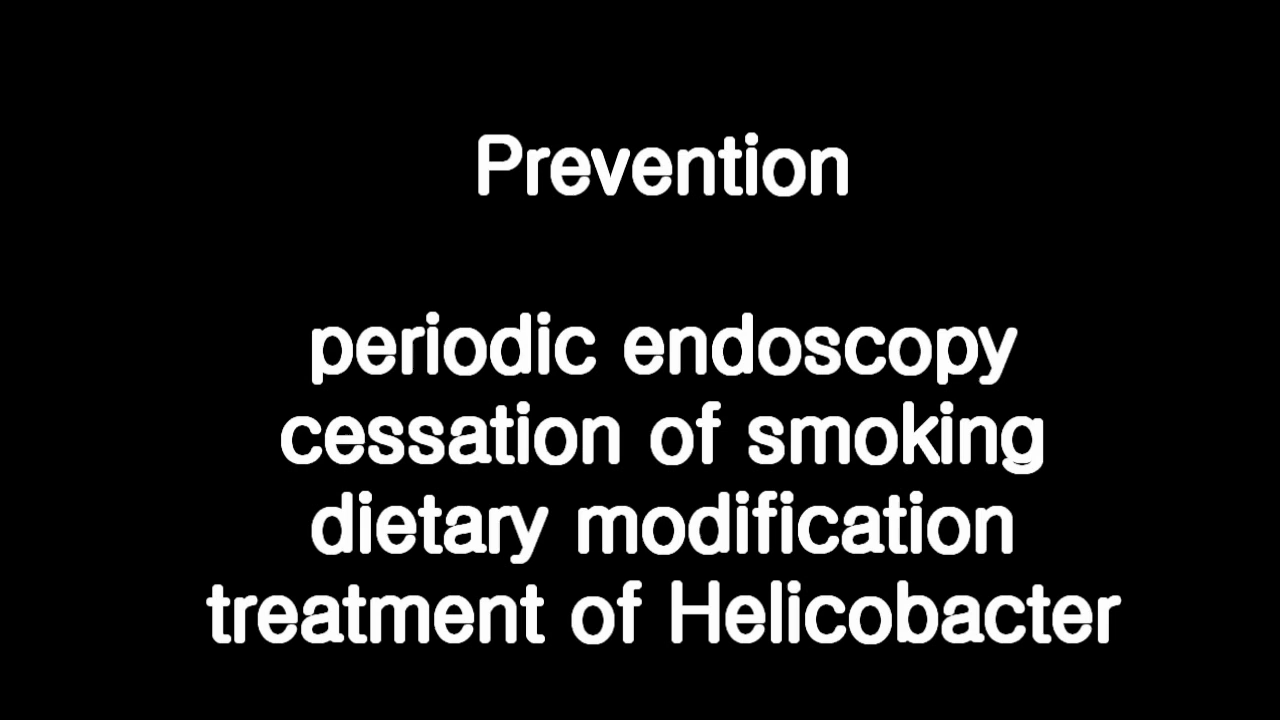 Prevention
periodic endoscopy
cessation of smoking
dietary modification
treatment of Helicobacter